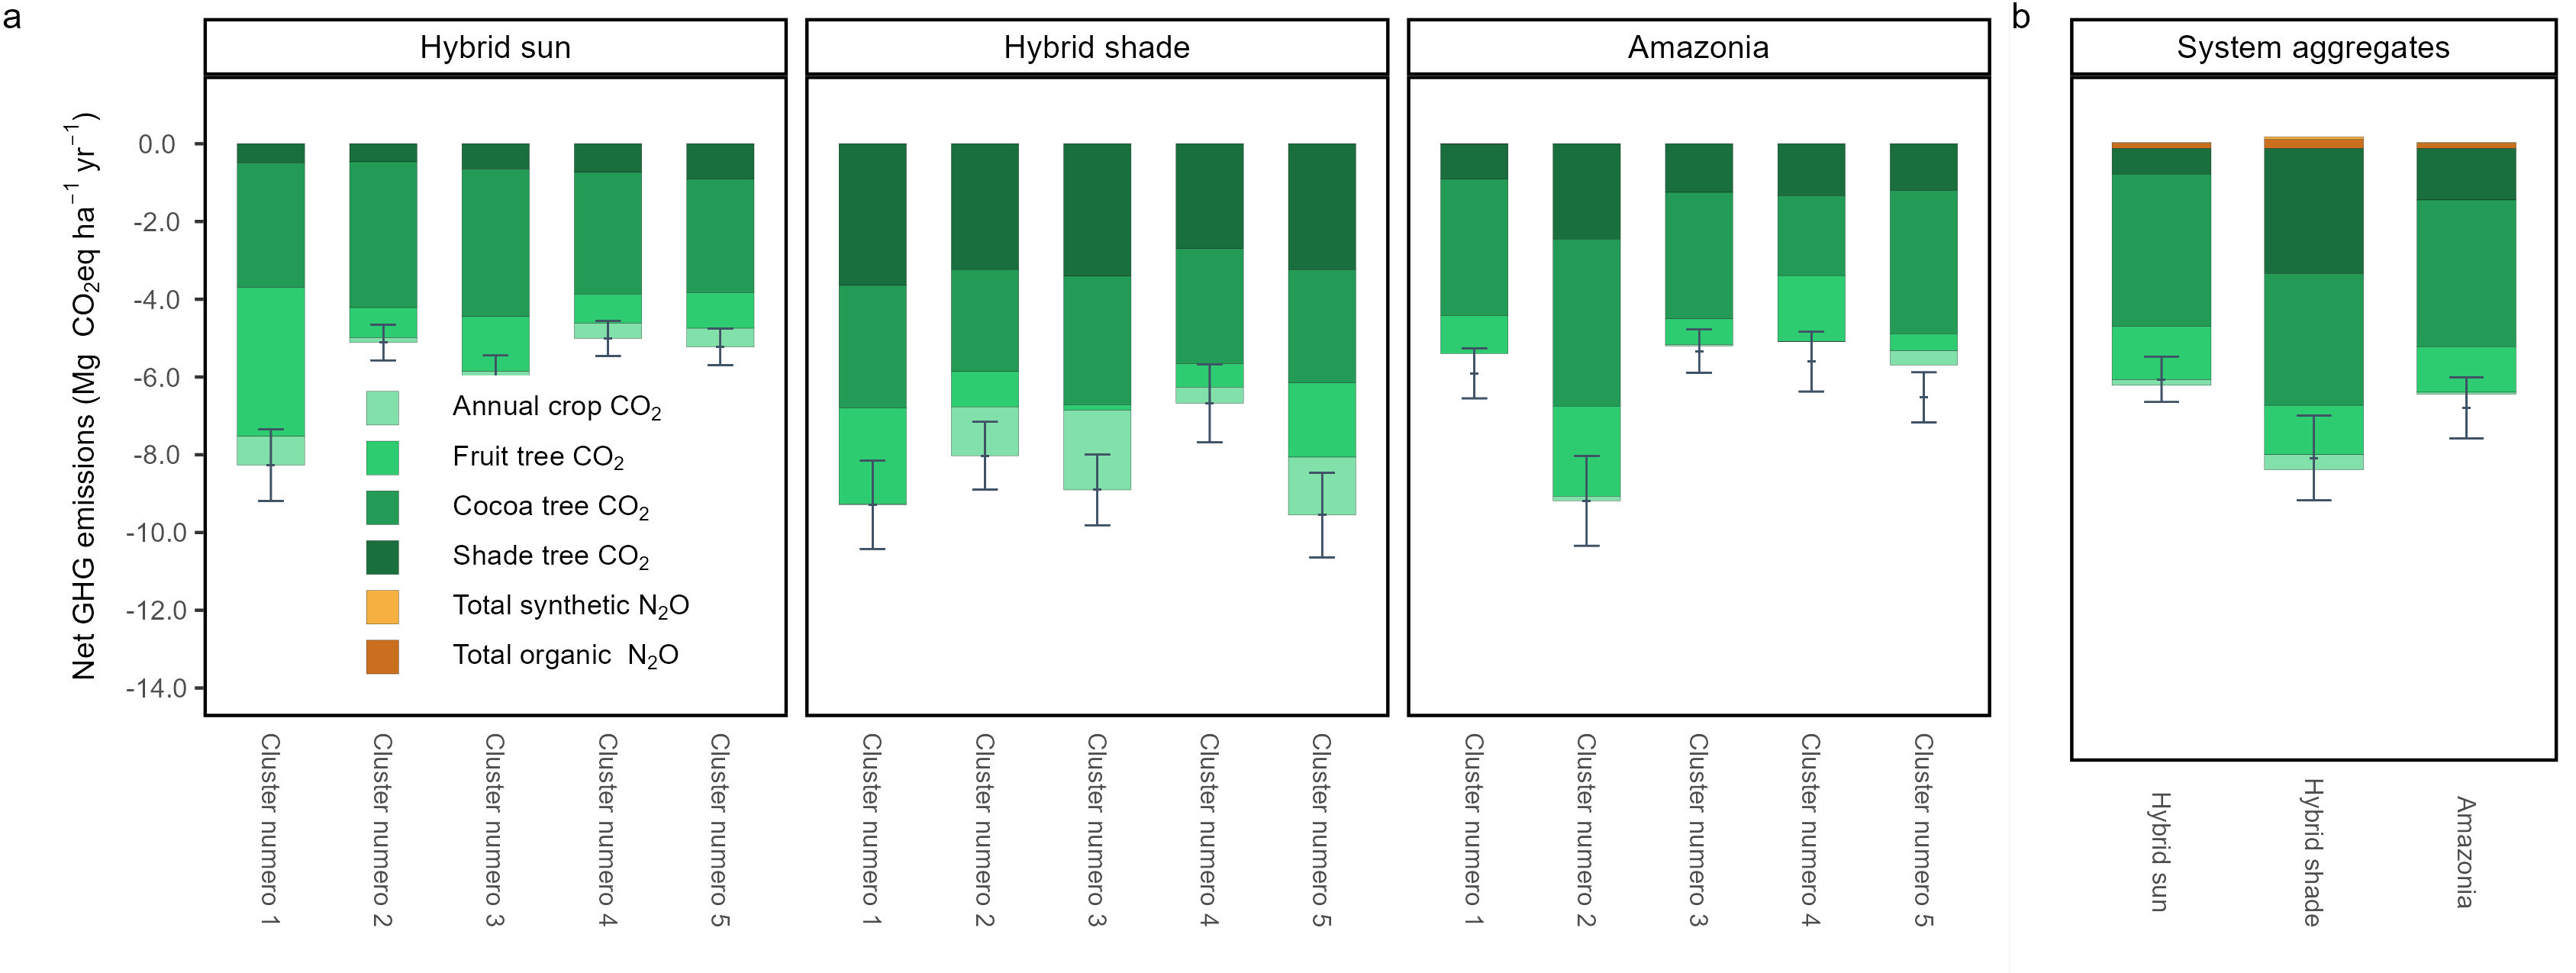 a
b
Hybrid sun
Hybrid shade
Amazonia
System aggregates
Net GHG emissions (Mg CO₂eq ha⁻¹ yr⁻¹)
0.0
-2.0
-4.0
-6.0
-8.0
-10.0
-12.0
-14.0
Annual crop CO₂
Fruit tree CO₂
Cocoa tree CO₂
Shade tree CO₂
Total synthetic N₂O
Total organic N₂O
Cluster numero 1
Cluster numero 2
Cluster numero 3
Cluster numero 4
Cluster numero 5
Cluster numero 1
Cluster numero 2
Cluster numero 3
Cluster numero 4
Cluster numero 5
Cluster numero 1
Cluster numero 2
Cluster numero 3
Cluster numero 4
Cluster numero 5
Hybrid sun
Hybrid shade
Amazonia